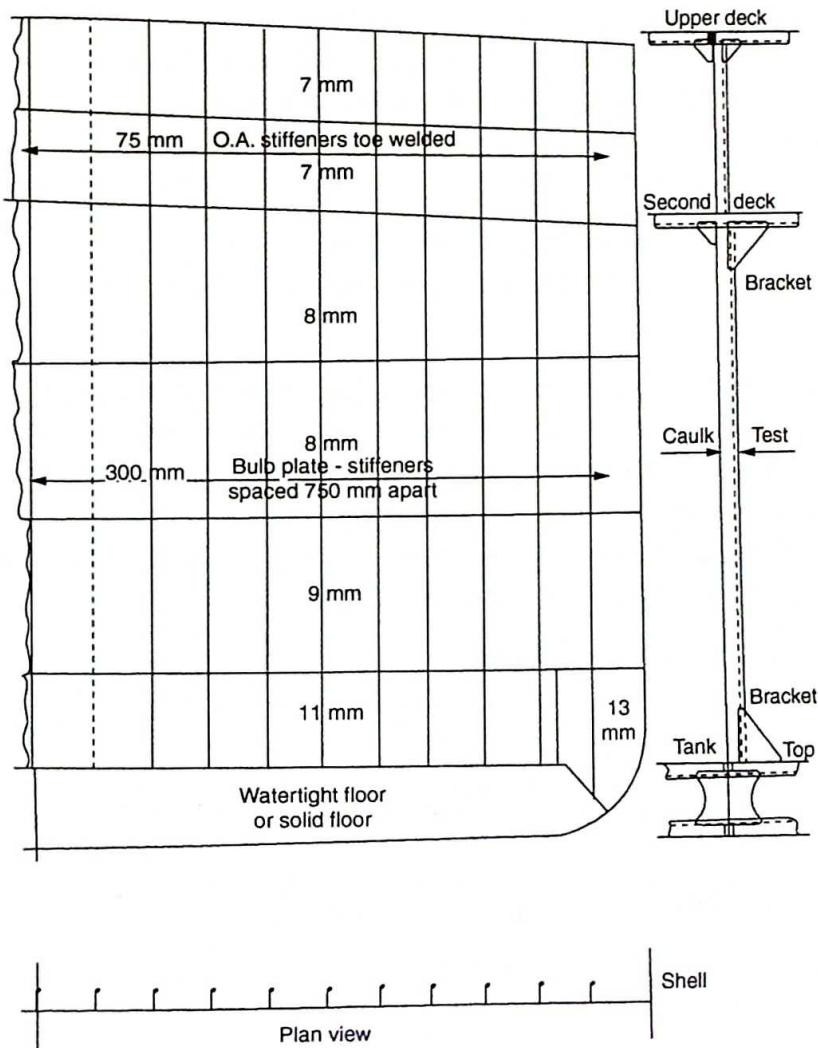 Upper deck
7 mm
75 mm O.A. stiffeners toe welded
7 mm
Second deck
Bracket
8 mm
8 mm
Caulk Test
300 mm Bulb plate - stiffeners
spaced 750 mm apart
9 mm
Bracket
11 mm
13
mm
Tank Top
Watertight floor
or solid floor
Shell
Plan view